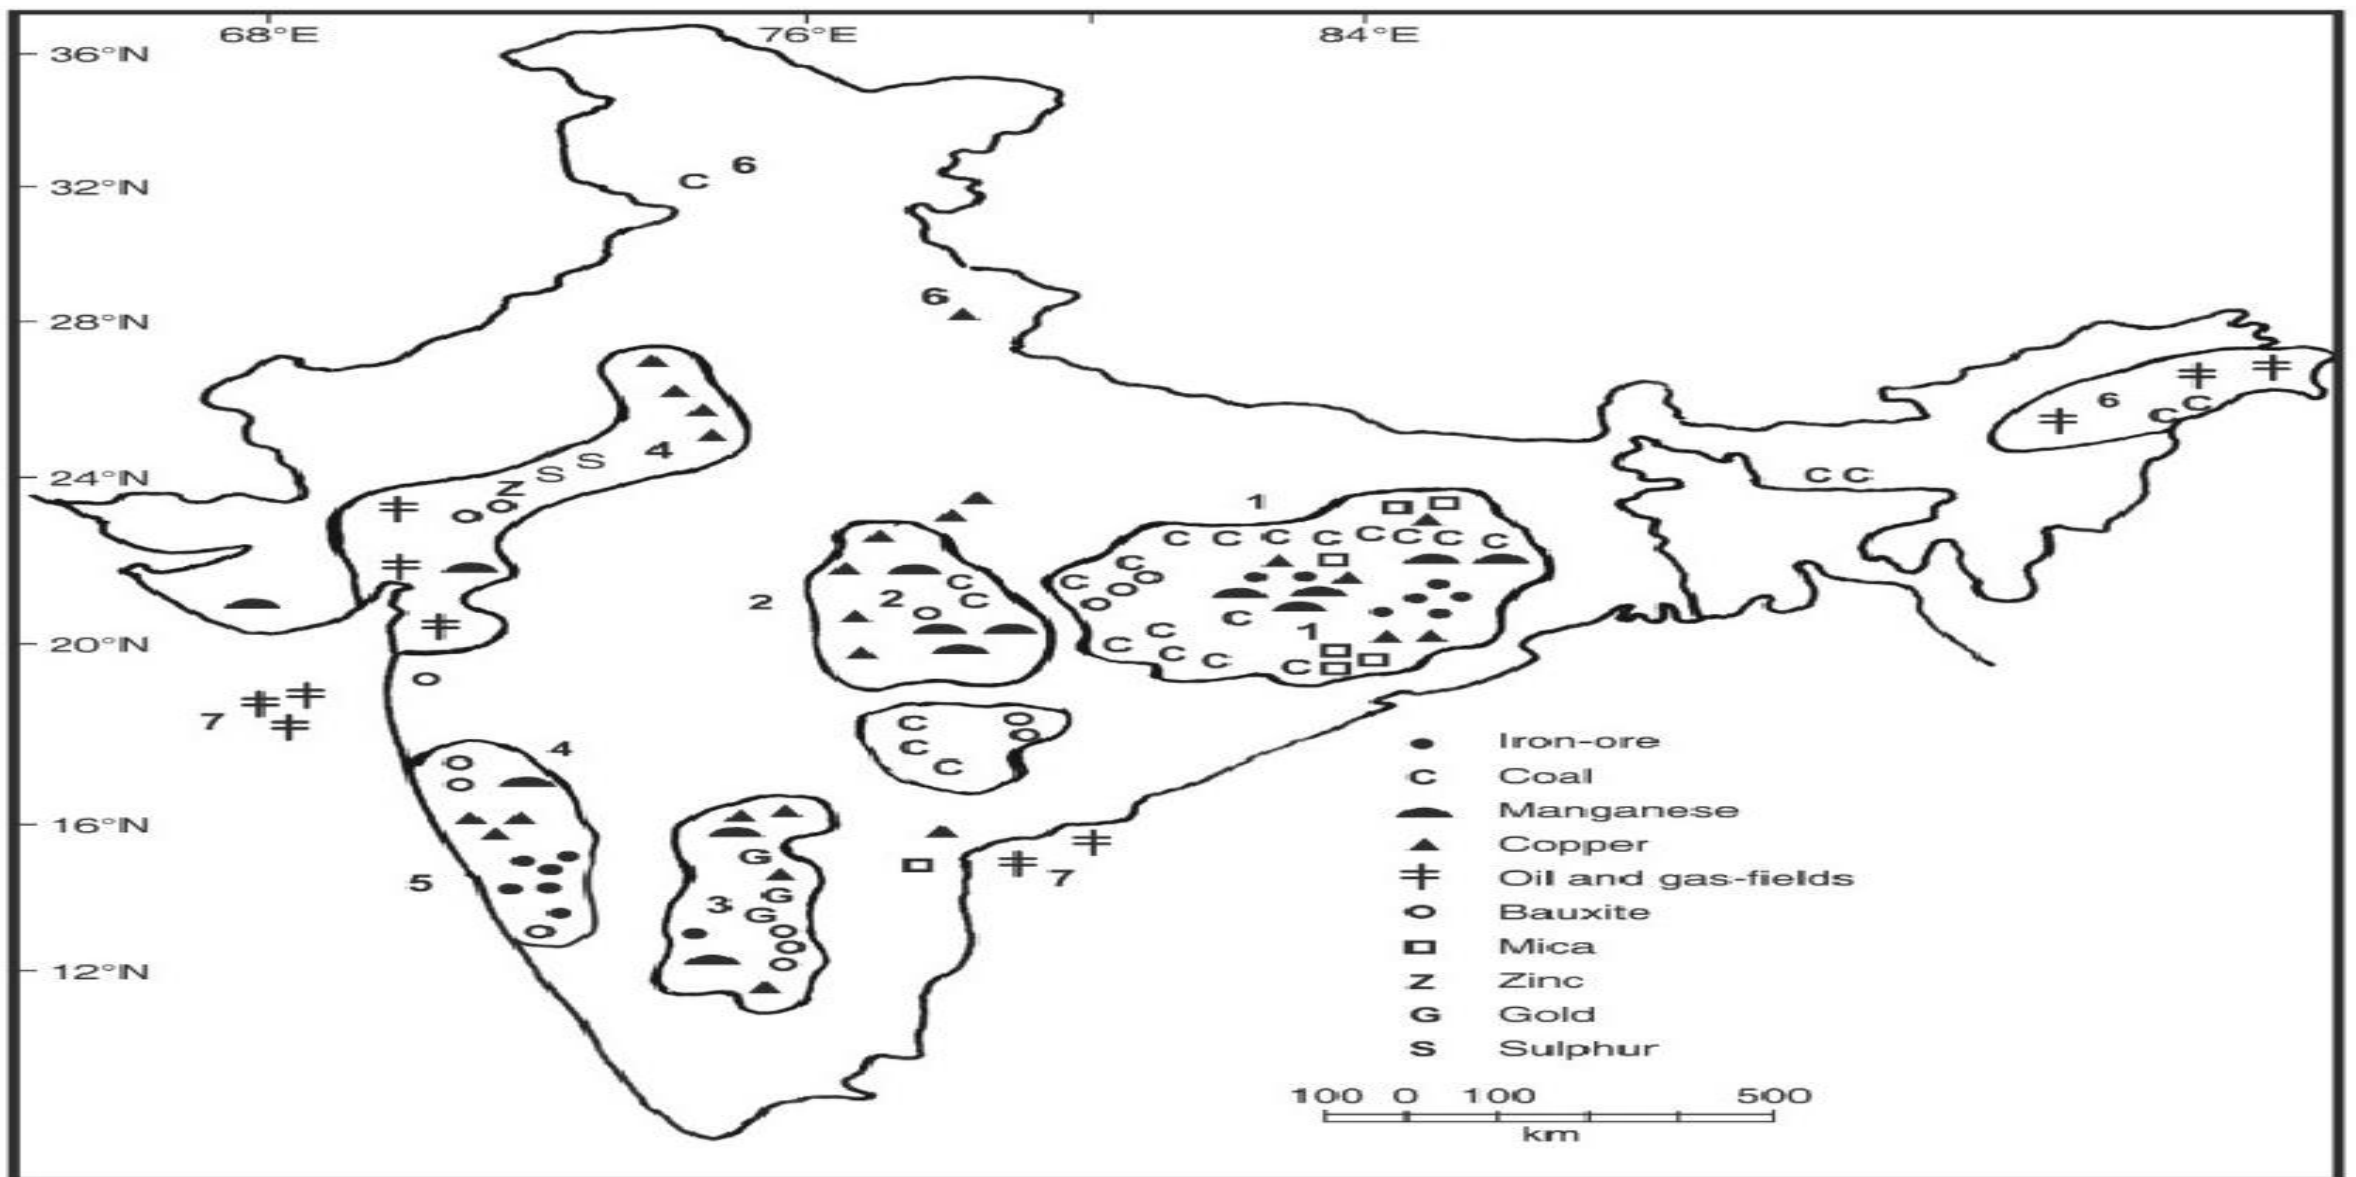 68°E 76°E 84°E
36°N
32°N
28°N
24°N
20°N
16°N
12°N
C 6
6
4
S S
Z
6
C C
C C
1
C C C C C C C C
C
C
C
1
C C C C C
2
2
C
C
7
C
C
C
4
5
G
G
3 G
7
Iron-ore
C Coal
Manganese
Copper
Oil and gas-fields
Bauxite
Mica
Z Zinc
G Gold
S Sulphur
100 0 100 500
km